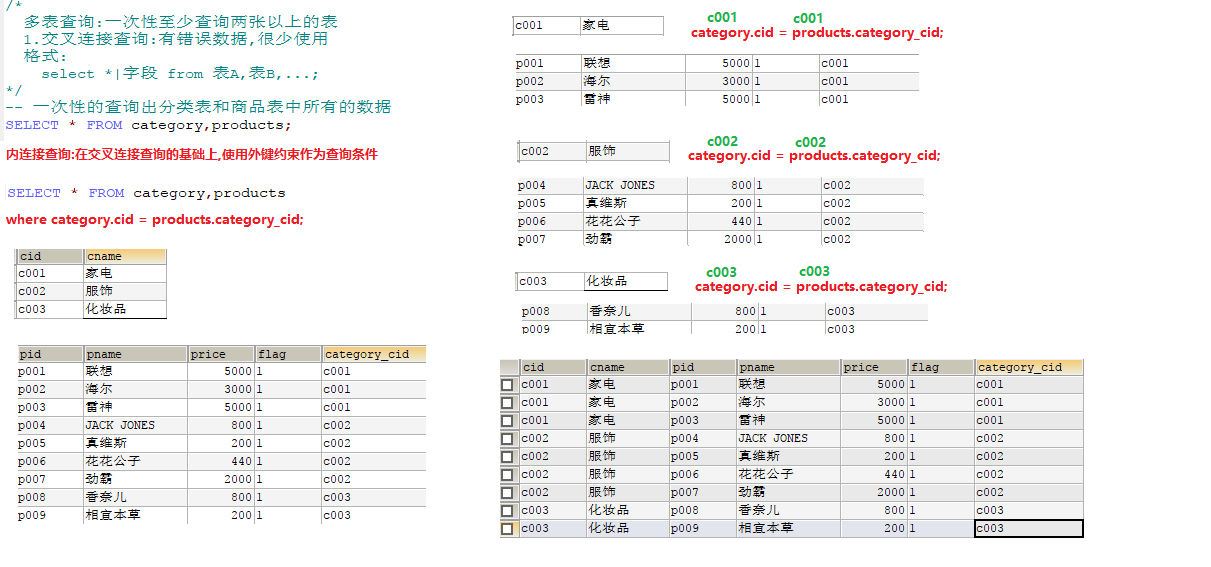 /*
多表查询:一次性至少查询两张以上的表
1.交叉连接查询:有错误数据,很少使用
格式:
select *|字段 from 表A,表B,...;
*/
-- 一次性的查询出分类表和商品表中所有的数据
SELECT * FROM category,products;
内连接查询:在交叉连接查询的基础上,使用外键约束作为查询条件
SELECT * FROM category,products
where category.cid = products.category_cid;
cid cname
c001 家电
c002 服饰
c003 化妆品
pid pname price flag category_cid
p001 联想 5000 1 c001
p002 海尔 3000 1 c001
p003 雷神 5000 1 c001
p004 JACK JONES 800 1 c002
p005 真维斯 200 1 c002
p006 花花公子 440 1 c002
p007 劲霸 2000 1 c002
p008 香奈儿 800 1 c003
p009 相宜本草 200 1 c003
c001 家电
c001 c001
category.cid = products.category_cid;
p001 联想 5000 1 c001
p002 海尔 3000 1 c001
p003 雷神 5000 1 c001
c002 服饰
c002 c002
category.cid = products.category_cid;
p004 JACK JONES 800 1 c002
p005 真维斯 200 1 c002
p006 花花公子 440 1 c002
p007 劲霸 2000 1 c002
c003 化妆品
c003 c003
category.cid = products.category_cid;
p008 香奈儿 800 1 c003
p009 相宜本草 200 1 c003
cid cname pid pname price flag category_cid
c001 家电 p001 联想 5000 1 c001
c001 家电 p002 海尔 3000 1 c001
c001 家电 p003 雷神 5000 1 c001
c002 服饰 p004 JACK JONES 800 1 c002
c002 服饰 p005 真维斯 200 1 c002
c002 服饰 p006 花花公子 440 1 c002
c002 服饰 p007 劲霸 2000 1 c002
c003 化妆品 p008 香奈儿 800 1 c003
c003 化妆品 p009 相宜本草 200 1 c003